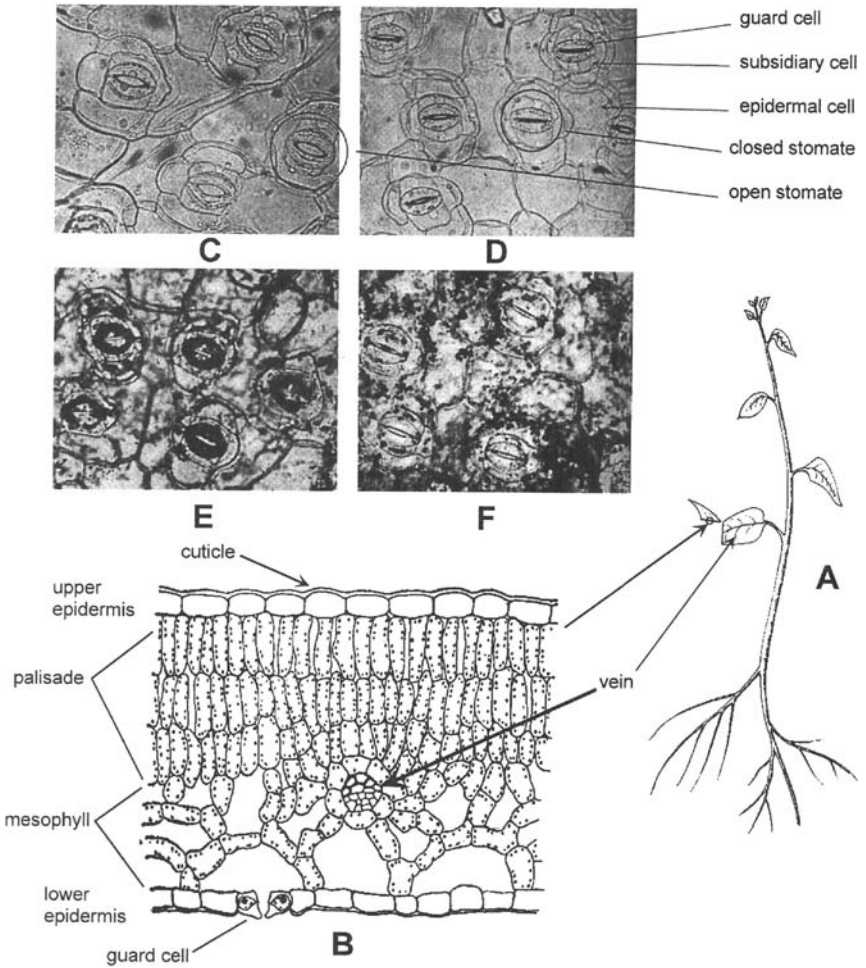 guard cell
subsidiary cell
epidermal cell
closed stomate
open stomate
C
D
E
F
cuticle
upper
epidermis
palisade
A
vein
mesophyll
lower
epidermis
guard cell
B